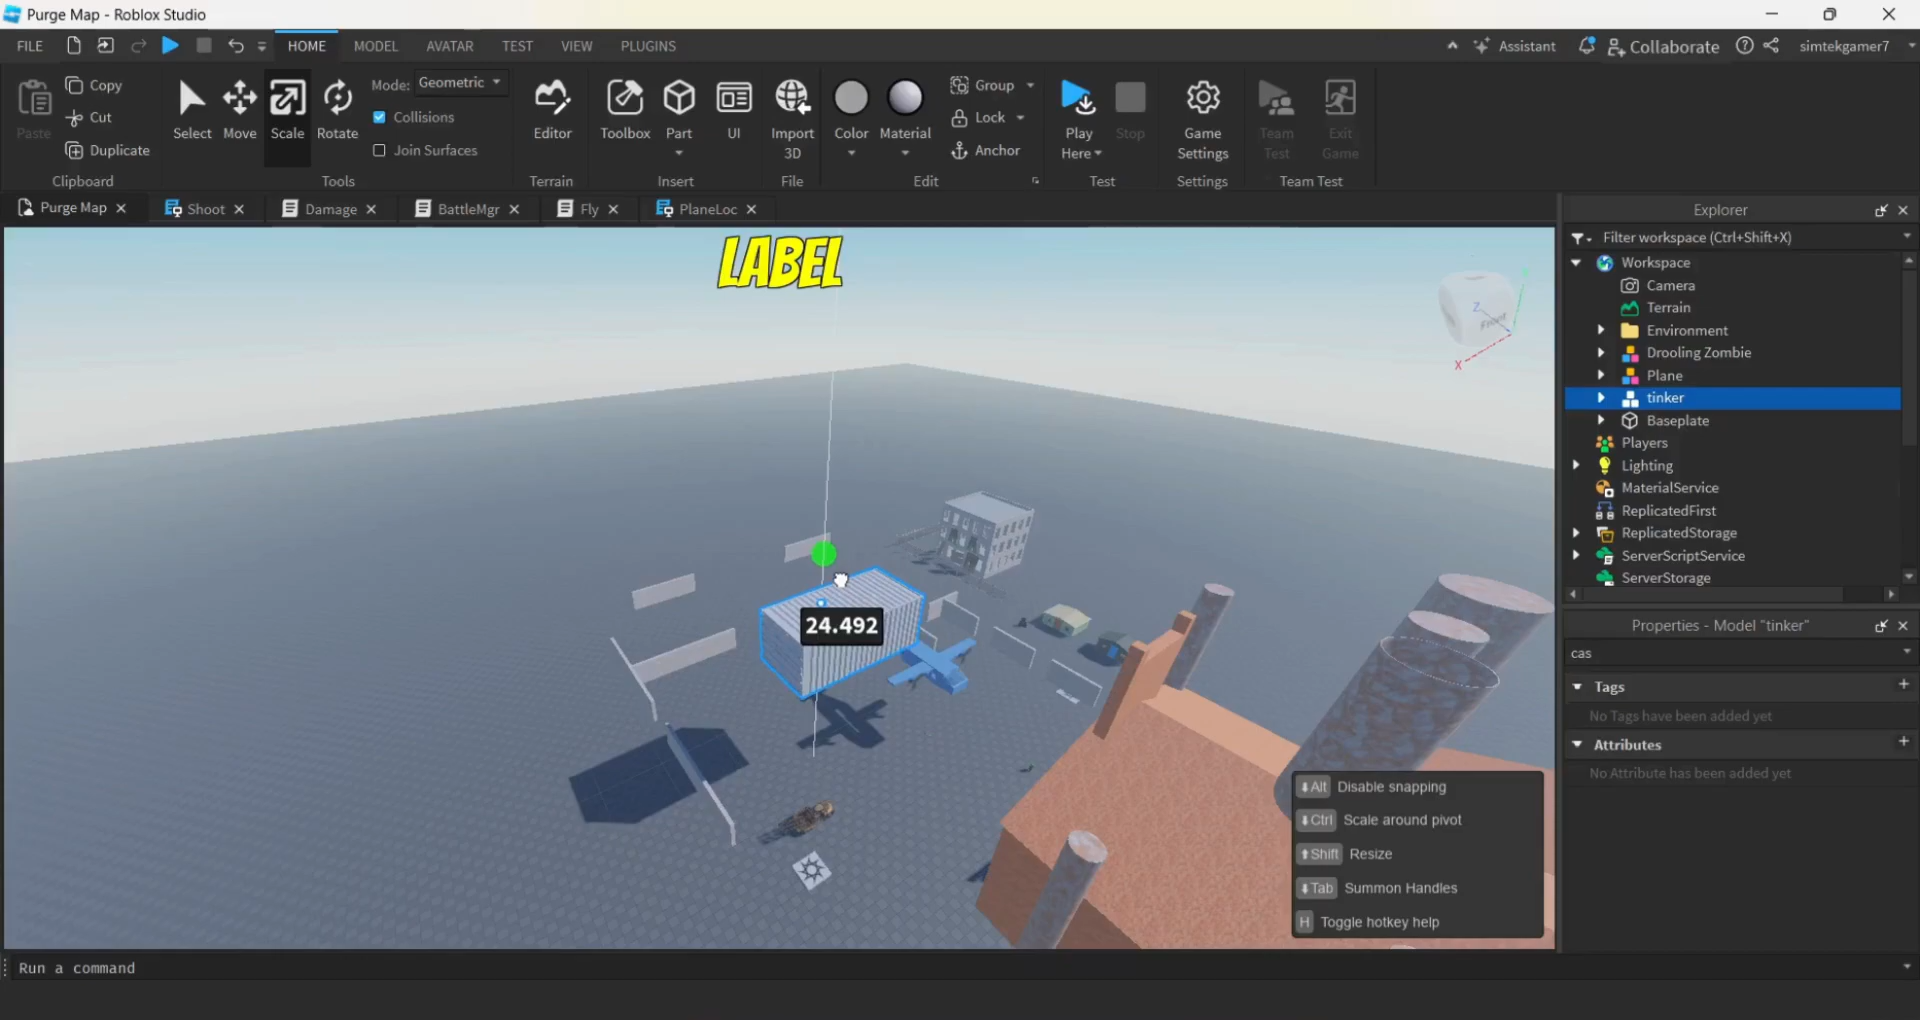 Purge Map - Roblox Studio
FILE HOME MODEL AVATAR TEST VIEW PLUGINS Assistant Collaborate simtekgamer7
Paste
Copy
Cut
Duplicate
Clipboard
Select Move Scale Rotate
Mode: Geometric
Collisions
Join Surfaces
Tools
Editor
Terrain
Toolbox Part UI
Insert
Import
3D
File
Color Material
Group
Lock
Anchor
Edit
Play
Here
Stop
Test
Game
Settings
Settings
Team
Test
Exit
Game
Team Test
Purge Map Shoot Damage BattleMgr Fly PlaneLoc
LABEL
Z
Front
X
24.492
Alt Disable snapping
Ctrl Scale around pivot
Shift Resize
Tab Summon Handles
H Toggle hotkey help
Explorer
Filter workspace (Ctrl+Shift+X)
Workspace
Camera
Terrain
Environment
Drooling Zombie
Plane
tinker
Baseplate
Players
Lighting
MaterialService
ReplicatedFirst
ReplicatedStorage
ServerScriptService
ServerStorage
Properties - Model "tinker"
cas
Tags
No Tags have been added yet
Attributes
No Attribute has been added yet
Run a command